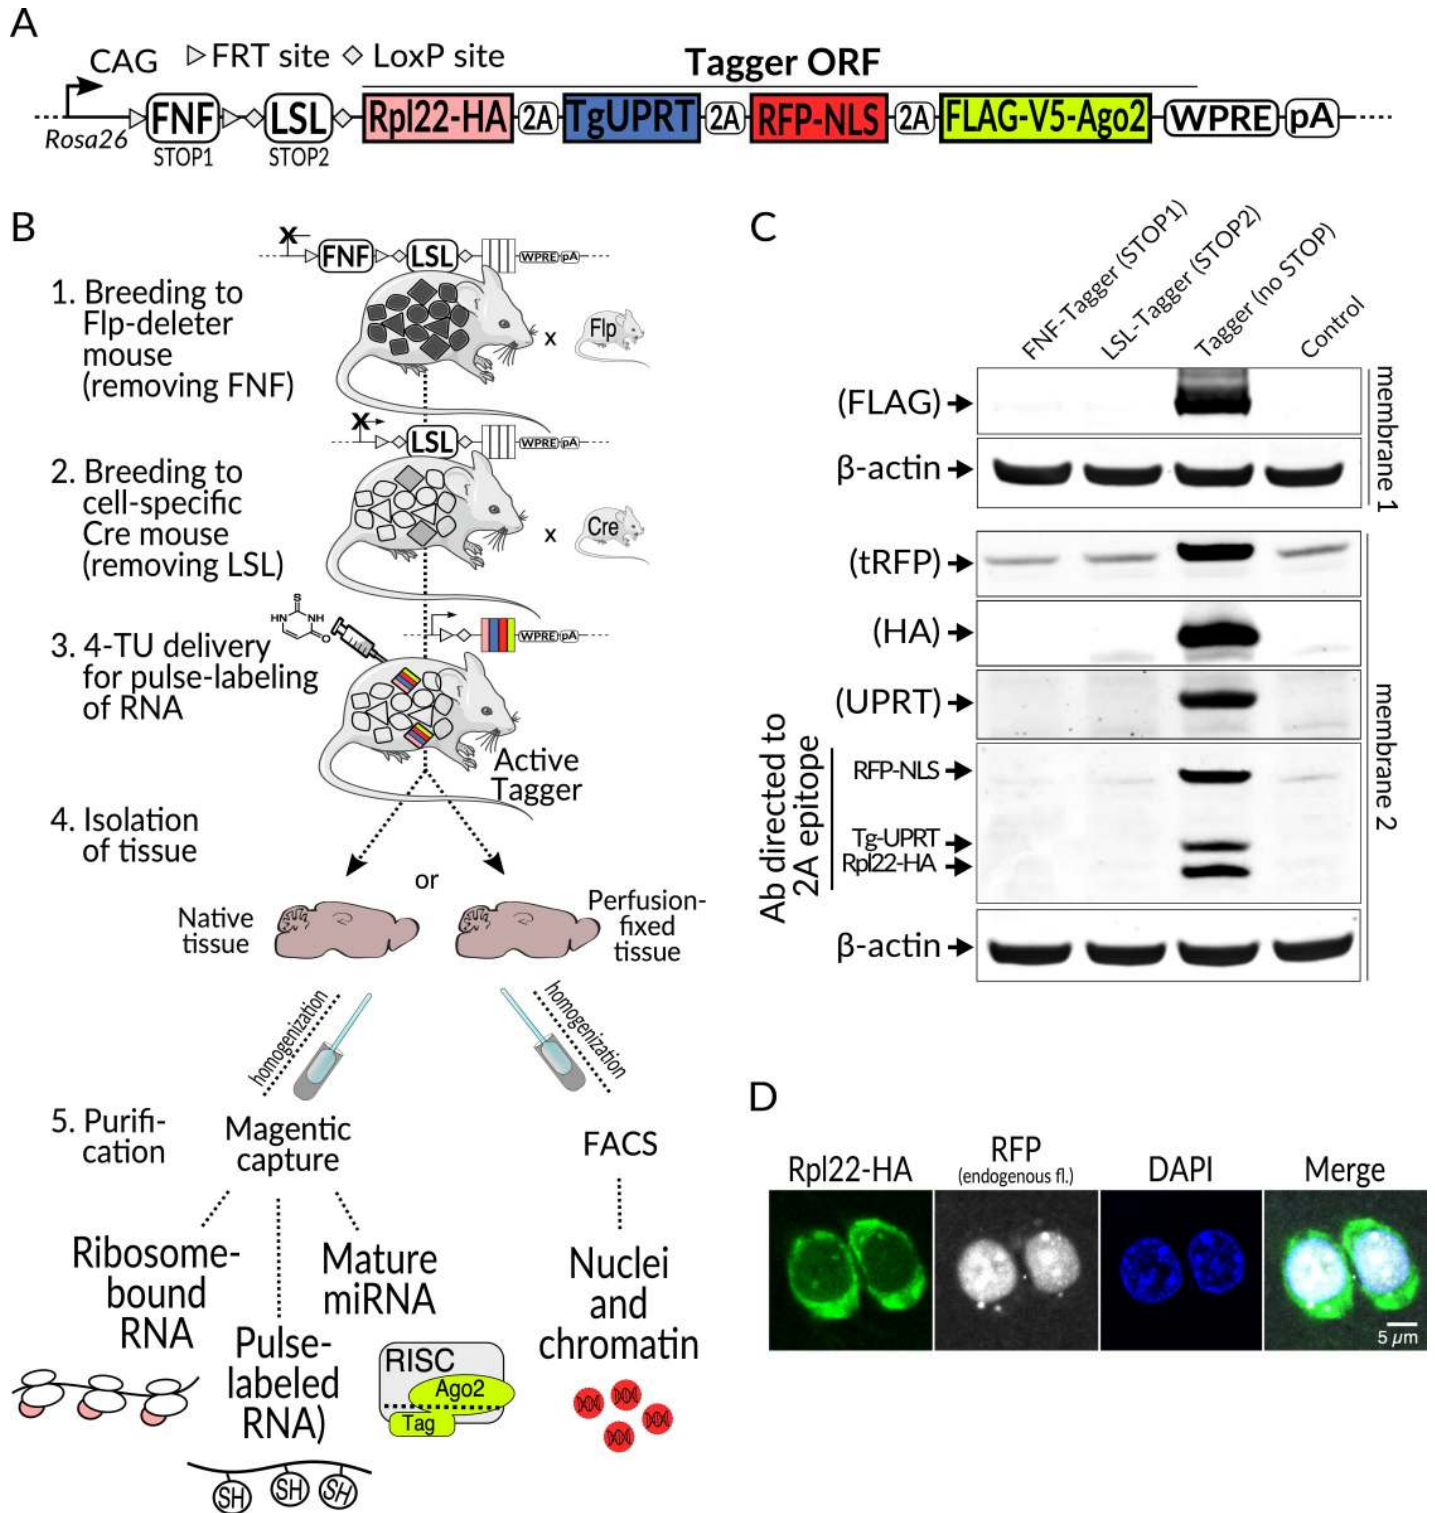 A
CAG
FRT site
LoxP site
Tagger ORF
Rosa26
FNF
LSL
Rpl22-HA
2A
TgUPRT
2A
RFP-NLS
2A
FLAG-V5-Ago2
WPRE
pA
STOP1
STOP2
B
X
FNF
LSL
WPRE
pA
1. Breeding to
Flp-deleter
mouse
(removing FNF)
x
Flp
X
LSL
WPRE
pA
2. Breeding to
cell-specific
Cre mouse
(removing LSL)
x
Cre
S
HN
NH
O
WPRE
pA
3. 4-TU delivery
for pulse-labeling
of RNA
Active
Tagger
4. Isolation
of tissue
or
Native
tissue
Perfusion-
fixed
tissue
homogenization
homogenization
5. Purifi-
cation
Magentic
capture
FACS
Ribosome-
bound
RNA
Pulse-
labeled
RNA)
Mature
miRNA
Nuclei
and
chromatin
RISC
Ago2
Tag
SH
SH
SH
C
FNF-Tagger (STOP1)
LSL-Tagger (STOP2)
Tagger (no STOP)
Control
(FLAG)
β-actin
membrane 1
(tRFP)
(HA)
(UPRT)
Ab directed to
2A epitope
RFP-NLS
Tg-UPRT
Rpl22-HA
β-actin
membrane 2
D
Rpl22-HA
RFP
(endogenous fl.)
DAPI
Merge
5 µm